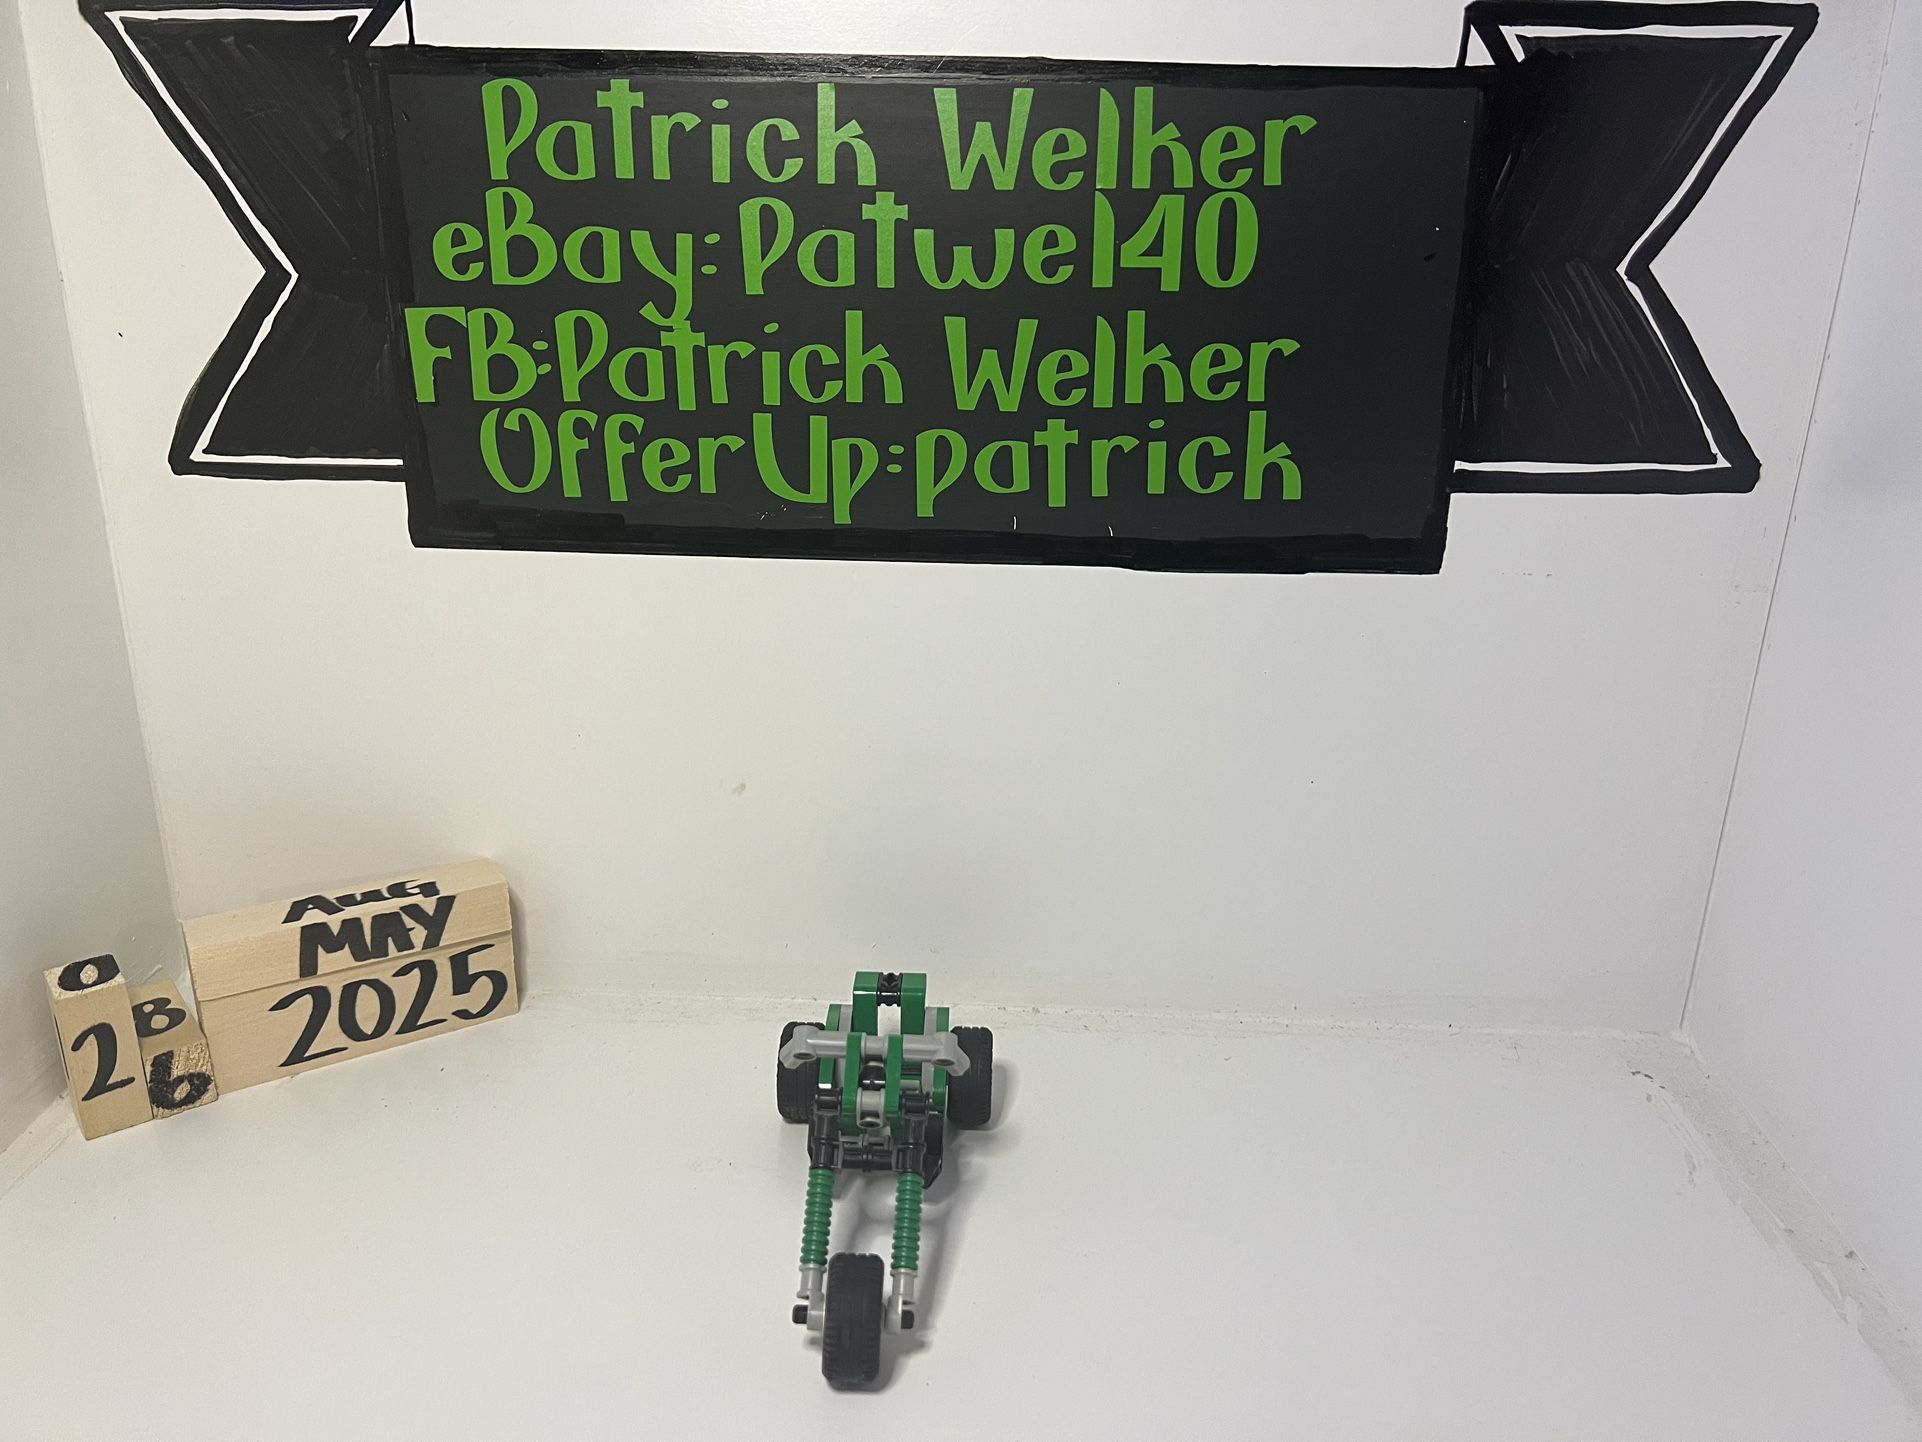 Patrick Welker
eBay:Patwel40
FB:Patrick Welker
OfferUp:patrick
AUG
MAY
2025
0
2
8
6